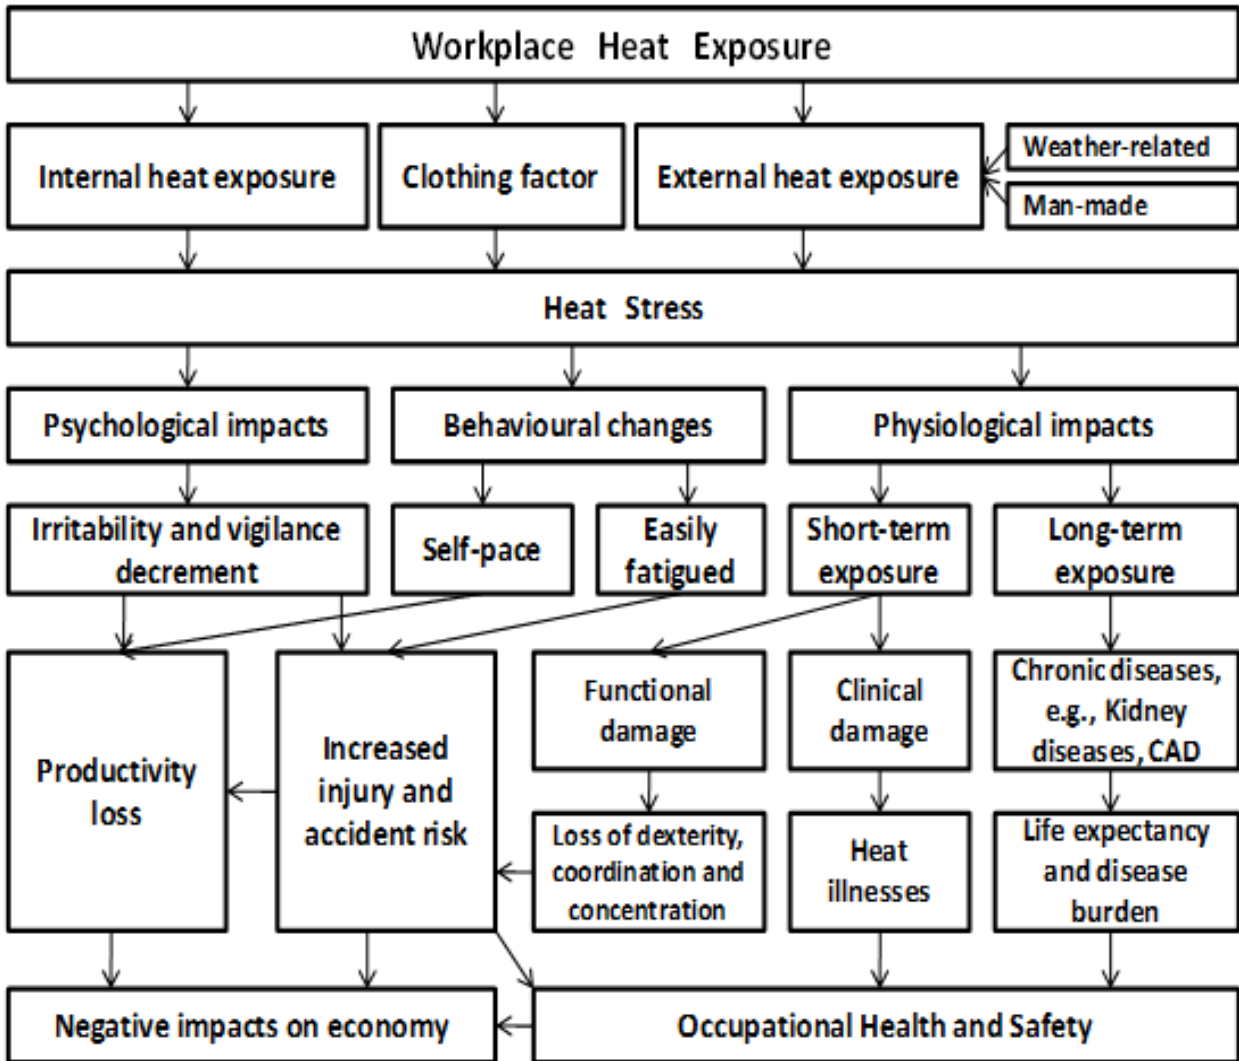 Workplace Heat Exposure
Internal heat exposure
Clothing factor
External heat exposure
Weather-related
Man-made
Heat Stress
Psychological impacts
Behavioural changes
Physiological impacts
Irritability and vigilance
decrement
Self-pace
Easily
fatigued
Short-term
exposure
Long-term
exposure
Productivity
loss
Increased
injury and
accident risk
Functional
damage
Clinical
damage
Chronic diseases,
e.g., Kidney
diseases, CAD
Loss of dexterity,
coordination and
concentration
Heat
illnesses
Life expectancy
and disease
burden
Negative impacts on economy
Occupational Health and Safety